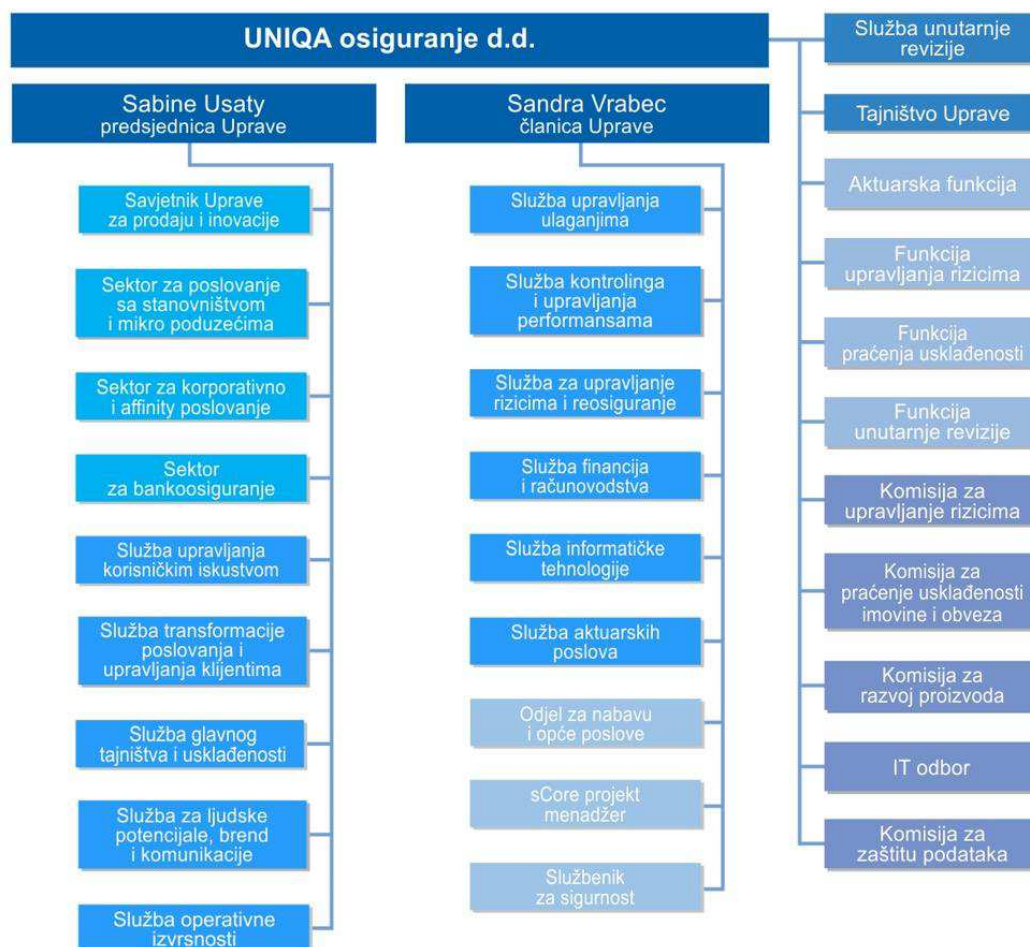 UNIQA osiguranje d.d.
Sabine Usaty
predsjednica Uprave
Savjetnik Uprave
za prodaju i inovacije
Sektor za poslovanje
sa stanovništvom
i mikro poduzećima
Sektor za korporativno
i affinity poslovanje
Sektor
za bankoosiguranje
Služba upravljanja
korisničkim iskustvom
Služba transformacije
poslovanja i
upravljanja klijentima
Služba glavnog
tajništva i usklađenosti
Služba za ljudske
potencijale, brend
i komunikacije
Služba operativne
izvrsnosti
Sandra Vrabec
članica Uprave
Služba upravljanja
ulaganjima
Služba kontrolinga
i upravljanja
performansama
Služba za upravljanje
rizicima i reosiguranje
Služba financija
i računovodstva
Služba informatičke
tehnologije
Služba aktuarskih
poslova
Odjel za nabavu
i opće poslove
sCore projekt
menadžer
Službenik
za sigurnost
Služba unutarnje
revizije
Tajništvo Uprave
Aktuarska funkcija
Funkcija
upravljanja rizicima
Funkcija
praćenja usklađenosti
Funkcija
unutarnje revizije
Komisija za
upravljanje rizicima
Komisija za
praćenje usklađenosti
imovine i obveza
Komisija za
razvoj proizvoda
IT odbor
Komisija za
zaštitu podataka